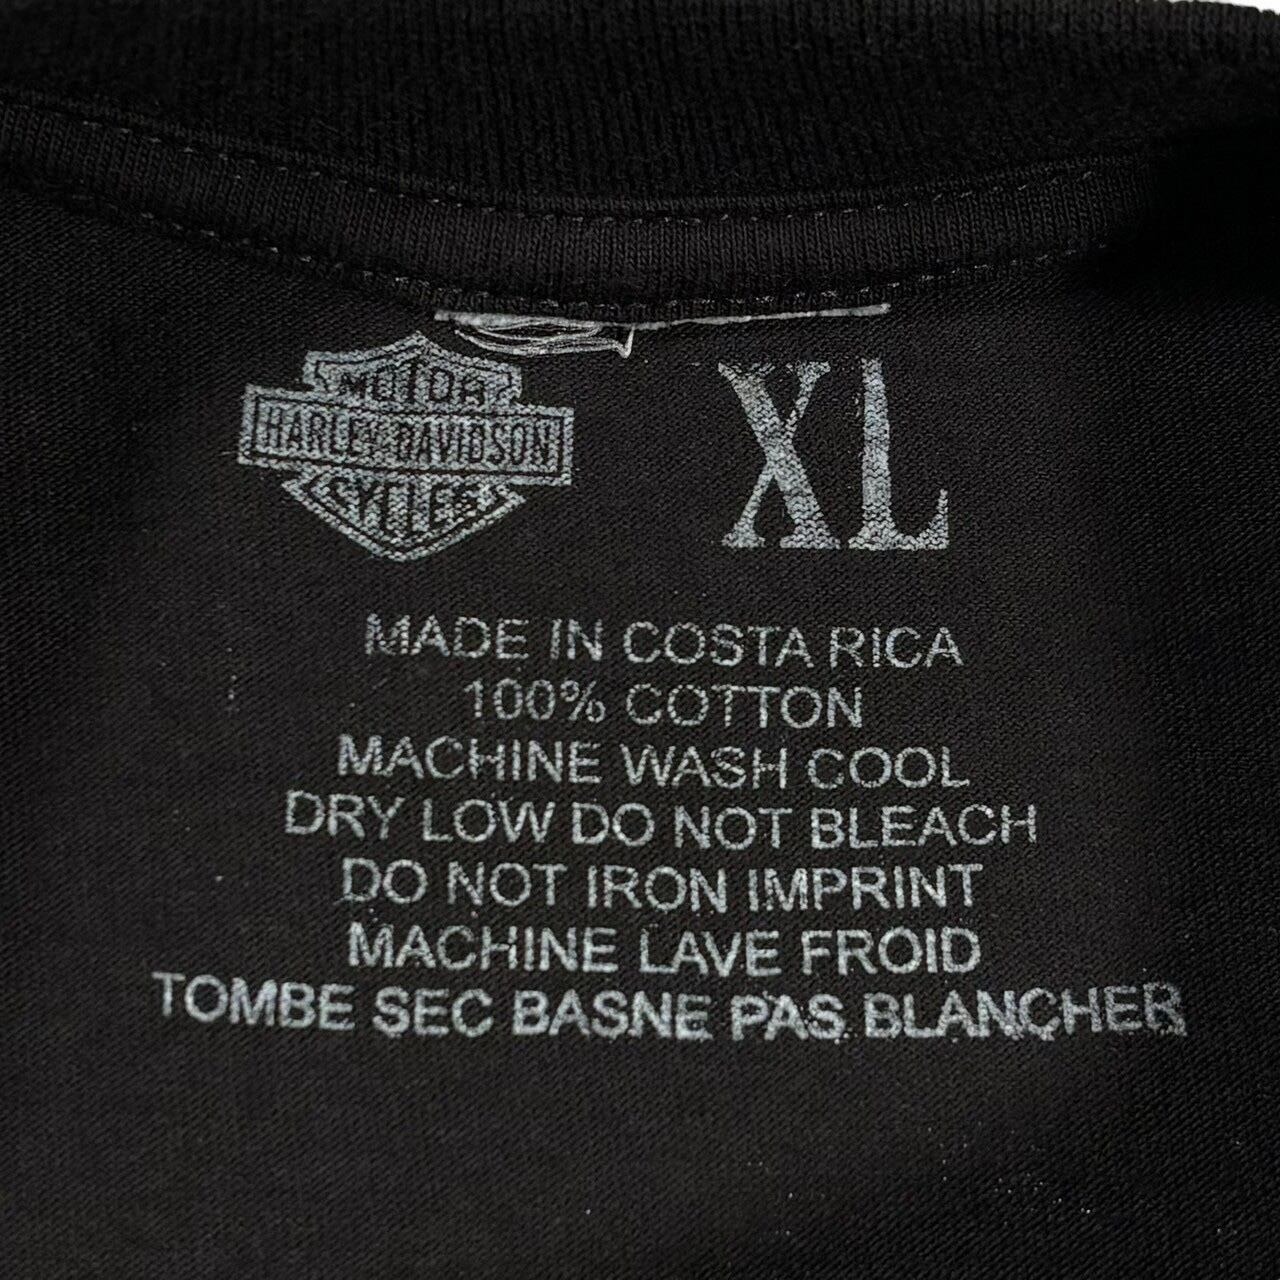 MOTOR
HARLEY-DAVIDSON
CYCLES
XL
MADE IN COSTA RICA
100% COTTON
MACHINE WASH COOL
DRY LOW DO NOT BLEACH
DO NOT IRON IMPRINT
MACHINE LAVE FROID
TOMBE SEC BASNE PAS BLANCHER